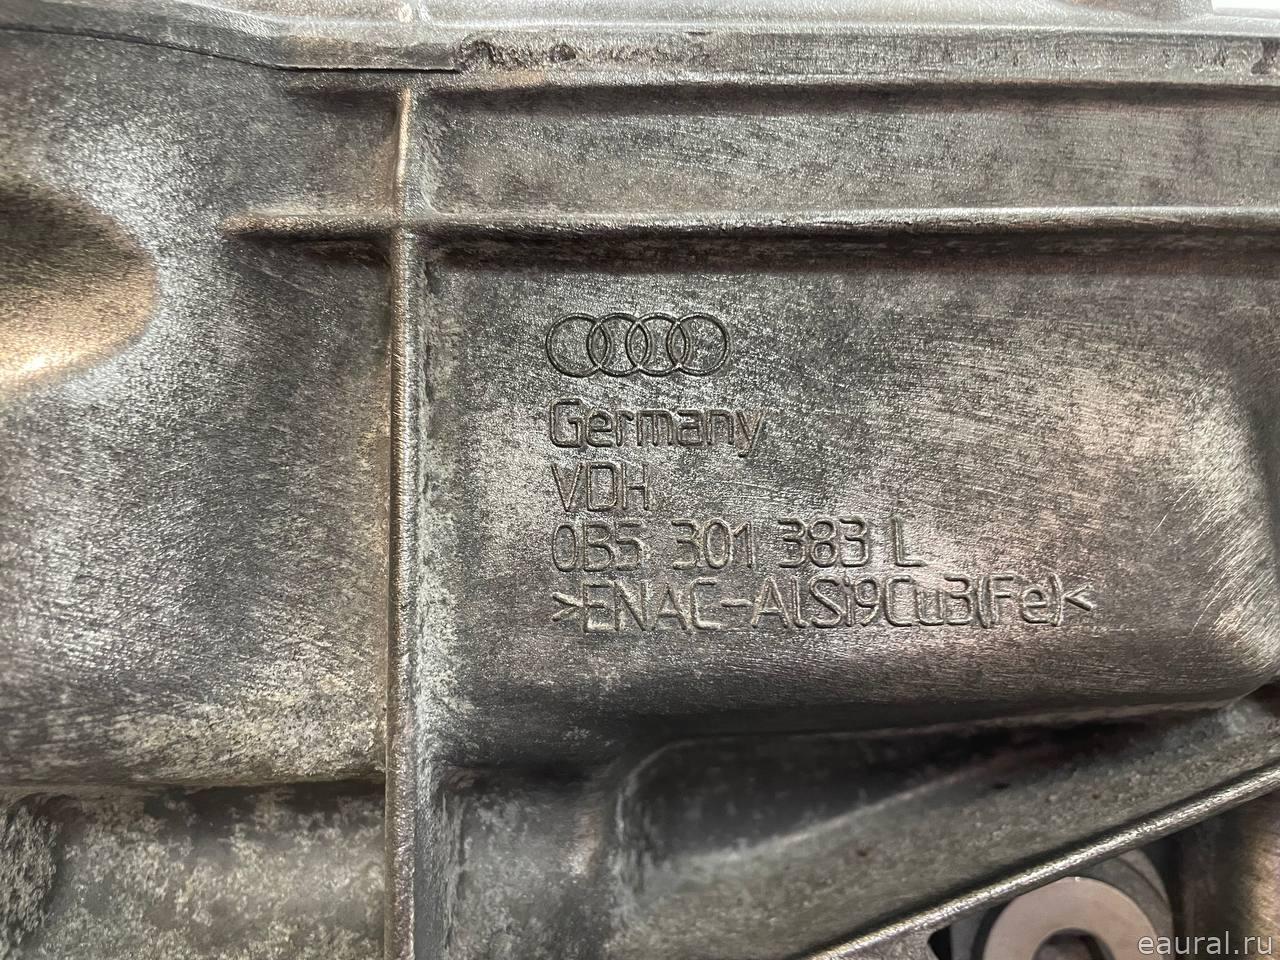 Germany
VDH
0B5 301 383 L
>ENAC-AlSi9Cu3(Fe)<
eaural.ru